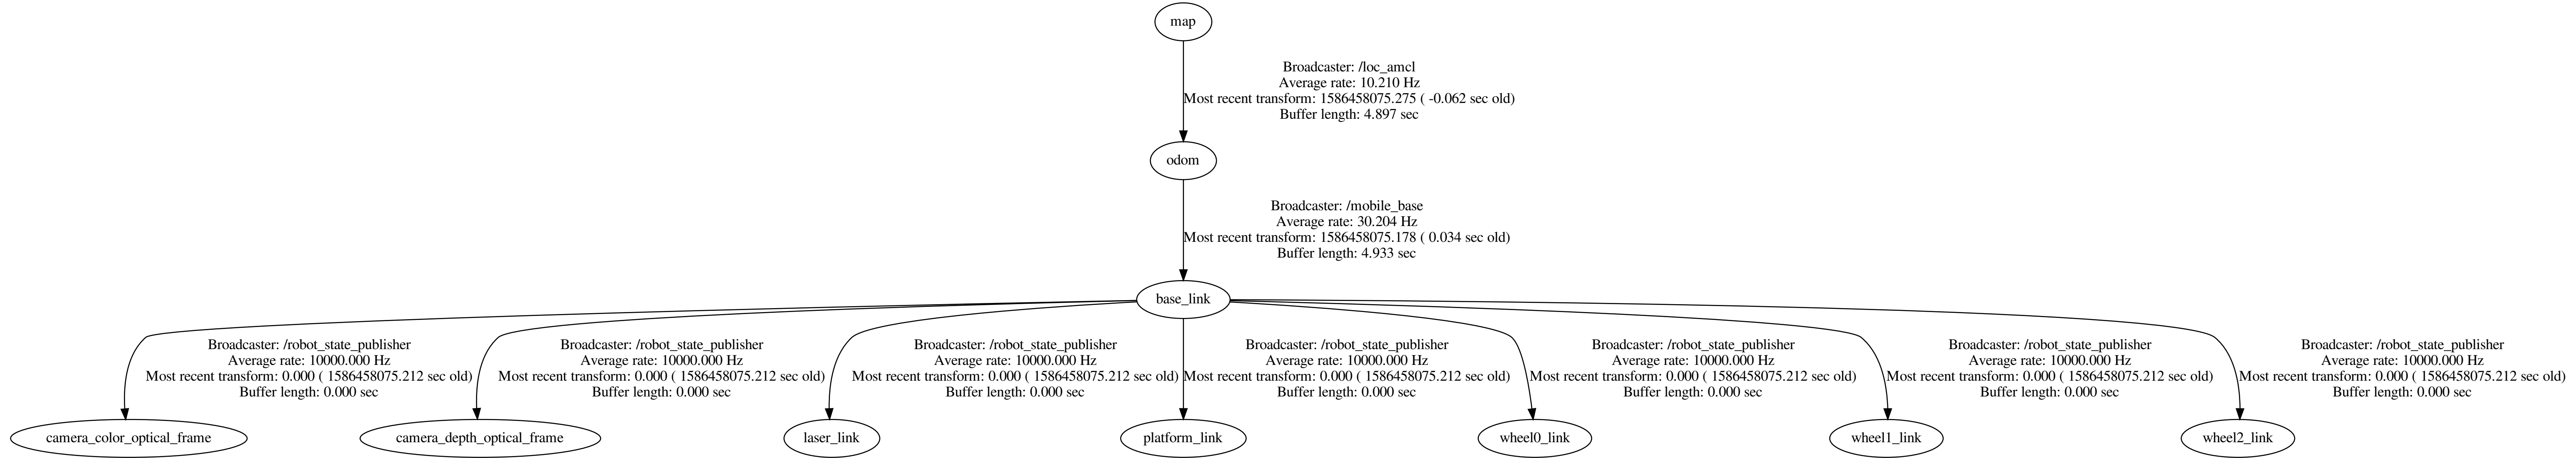 map
Broadcaster: /loc_amcl
Average rate: 10.210 Hz
Most recent transform: 1586458075.275 ( -0.062 sec old)
Buffer length: 4.897 sec
odom
Broadcaster: /mobile_base
Average rate: 30.204 Hz
Most recent transform: 1586458075.178 ( 0.034 sec old)
Buffer length: 4.933 sec
base_link
Broadcaster: /robot_state_publisher
Average rate: 10000.000 Hz
Most recent transform: 0.000 ( 1586458075.212 sec old)
Buffer length: 0.000 sec
Broadcaster: /robot_state_publisher
Average rate: 10000.000 Hz
Most recent transform: 0.000 ( 1586458075.212 sec old)
Buffer length: 0.000 sec
Broadcaster: /robot_state_publisher
Average rate: 10000.000 Hz
Most recent transform: 0.000 ( 1586458075.212 sec old)
Buffer length: 0.000 sec
Broadcaster: /robot_state_publisher
Average rate: 10000.000 Hz
Most recent transform: 0.000 ( 1586458075.212 sec old)
Buffer length: 0.000 sec
Broadcaster: /robot_state_publisher
Average rate: 10000.000 Hz
Most recent transform: 0.000 ( 1586458075.212 sec old)
Buffer length: 0.000 sec
Broadcaster: /robot_state_publisher
Average rate: 10000.000 Hz
Most recent transform: 0.000 ( 1586458075.212 sec old)
Buffer length: 0.000 sec
Broadcaster: /robot_state_publisher
Average rate: 10000.000 Hz
Most recent transform: 0.000 ( 1586458075.212 sec old)
Buffer length: 0.000 sec
camera_color_optical_frame
camera_depth_optical_frame
laser_link
platform_link
wheel0_link
wheel1_link
wheel2_link